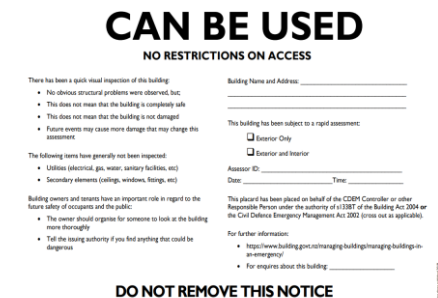 CAN BE USED
NO RESTRICTIONS ON ACCESS
There has been a quick visual inspection of this building:
• No obvious structural problems were observed, but;
• This does not mean that the building is completely safe
• This does not mean that the building is not damaged
• Future events may cause more damage that may change this
assessment
The following items have generally not been inspected:
• Utilities (electrical, gas, water, sanitary facilities, etc)
• Secondary elements (ceilings, windows, fittings, etc)
Building owners and tenants have an important role in regard to the
future safety of occupants and the public:
• The owner should organise for someone to look at the building
more thoroughly
• Tell the issuing authority if you find anything that could be
dangerous
Building Name and Address:
This building has been subject to a rapid assessment:
Exterior Only
Exterior and Interior
Assessor ID:
Date: Time:
This placard has been placed on behalf of the CDEM Controller or other
Responsible Person under the authority of s133BT of the Building Act 2004 or
the Civil Defence Emergency Management Act 2002 (cross out as applicable).
For further information:
• https://www.building.govt.nz/managing-buildings/managing-buildings-in-
an-emergency/
• For enquires about this building:
DO NOT REMOVE THIS NOTICE